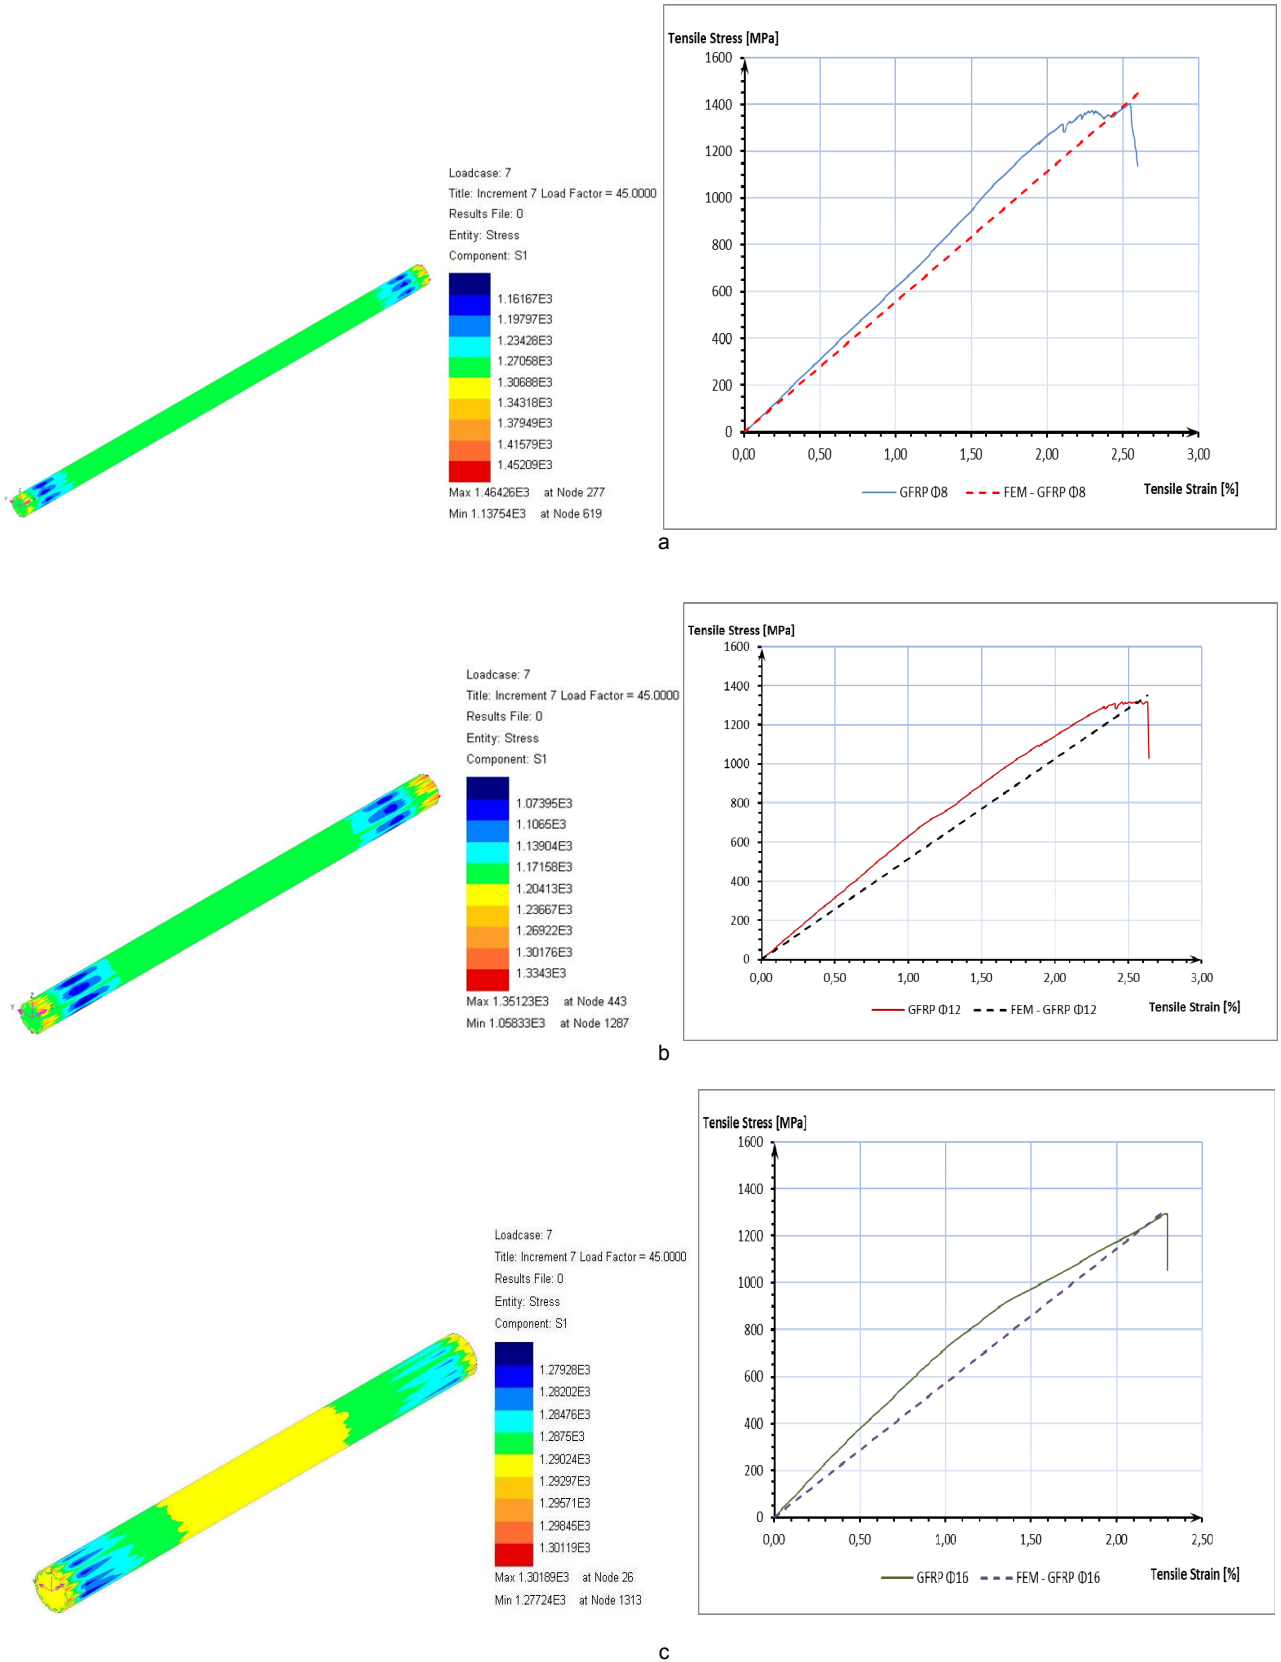 Loadcase: 7
Title: Increment 7 Load Factor = 45.0000
Results File: 0
Entity: Stress
Component: S1
1.16167E3
1.19797E3
1.23428E3
1.27058E3
1.30688E3
1.34318E3
1.37949E3
1.41579E3
1.45209E3
Max 1.46426E3 at Node 277
Min 1.13754E3 at Node 619
Tensile Stress [MPa]
1600
1400
1200
1000
800
600
400
200
0
0,00 0,50 1,00 1,50 2,00 2,50 3,00
GFRP Φ8 FEM - GFRP Φ8 Tensile Strain [%]
a
Loadcase: 7
Title: Increment 7 Load Factor = 45.0000
Results File: 0
Entity: Stress
Component: S1
1.07395E3
1.1065E3
1.13904E3
1.17158E3
1.20413E3
1.23667E3
1.26922E3
1.30176E3
1.3343E3
Max 1.35123E3 at Node 443
Min 1.05833E3 at Node 1287
Tensile Stress [MPa]
1600
1400
1200
1000
800
600
400
200
0
0,00 0,50 1,00 1,50 2,00 2,50 3,00
GFRP Φ12 FEM - GFRP Φ12 Tensile Strain [%]
b
Loadcase: 7
Title: Increment 7 Load Factor = 45.0000
Results File: 0
Entity: Stress
Component: S1
1.27928E3
1.28202E3
1.28476E3
1.2875E3
1.29024E3
1.29297E3
1.29571E3
1.29845E3
1.30119E3
Max 1.30189E3 at Node 26
Min 1.27724E3 at Node 1313
Tensile Stress [MPa]
1600
1400
1200
1000
800
600
400
200
0
0,00 0,50 1,00 1,50 2,00 2,50
GFRP Φ16 FEM - GFRP Φ16 Tensile Strain [%]
c